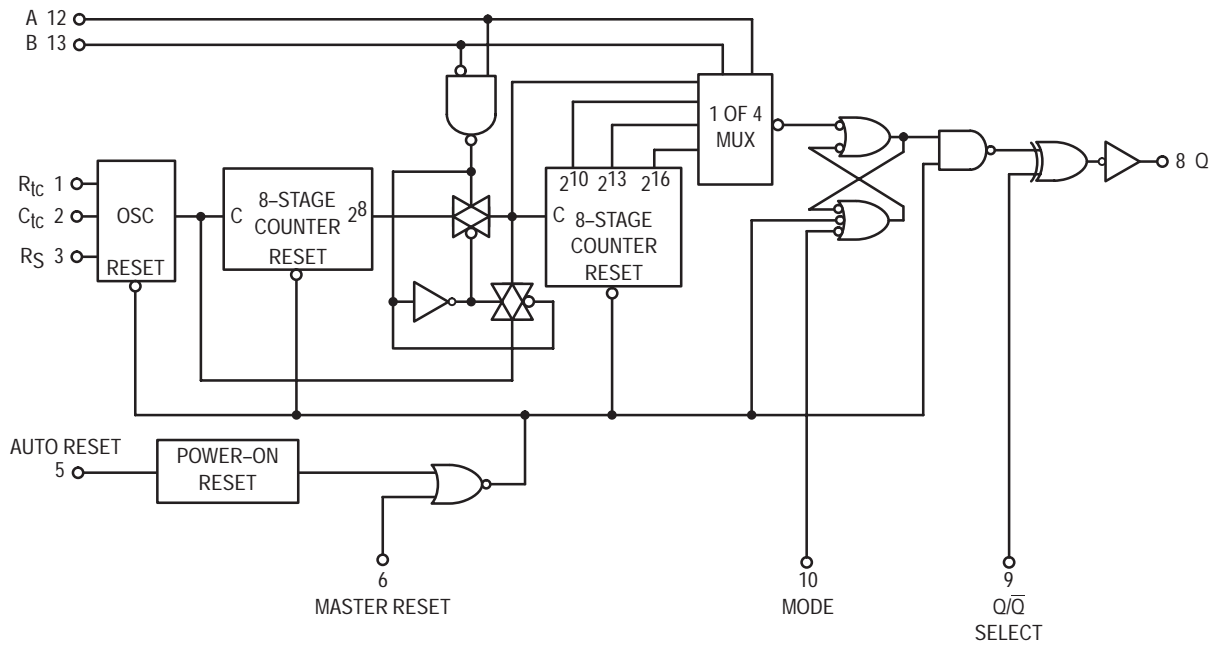 A 12
B 13
1 OF 4
MUX
2^10 2^13 2^16
Rtc 1
Ctc 2
RS 3
OSC
RESET
C
8–STAGE
COUNTER
2^8
RESET
C
8–STAGE
COUNTER
RESET
8 Q
AUTO RESET
5
POWER–ON
RESET
6
MASTER RESET
10
MODE
9
Q/Q̅
SELECT